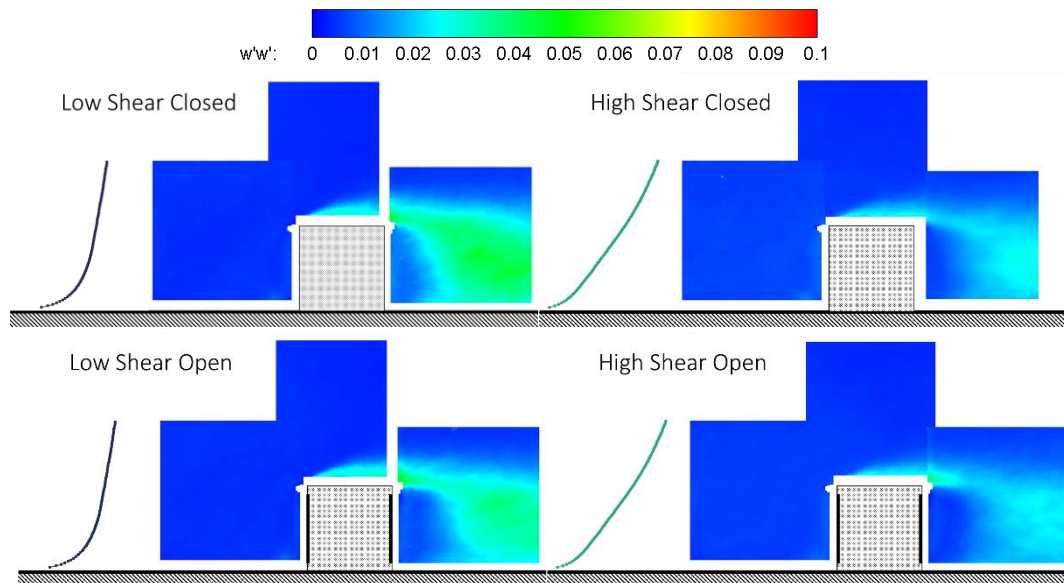 w'w': 0 0.01 0.02 0.03 0.04 0.05 0.06 0.07 0.08 0.09 0.1
Low Shear Closed
High Shear Closed
Low Shear Open
High Shear Open